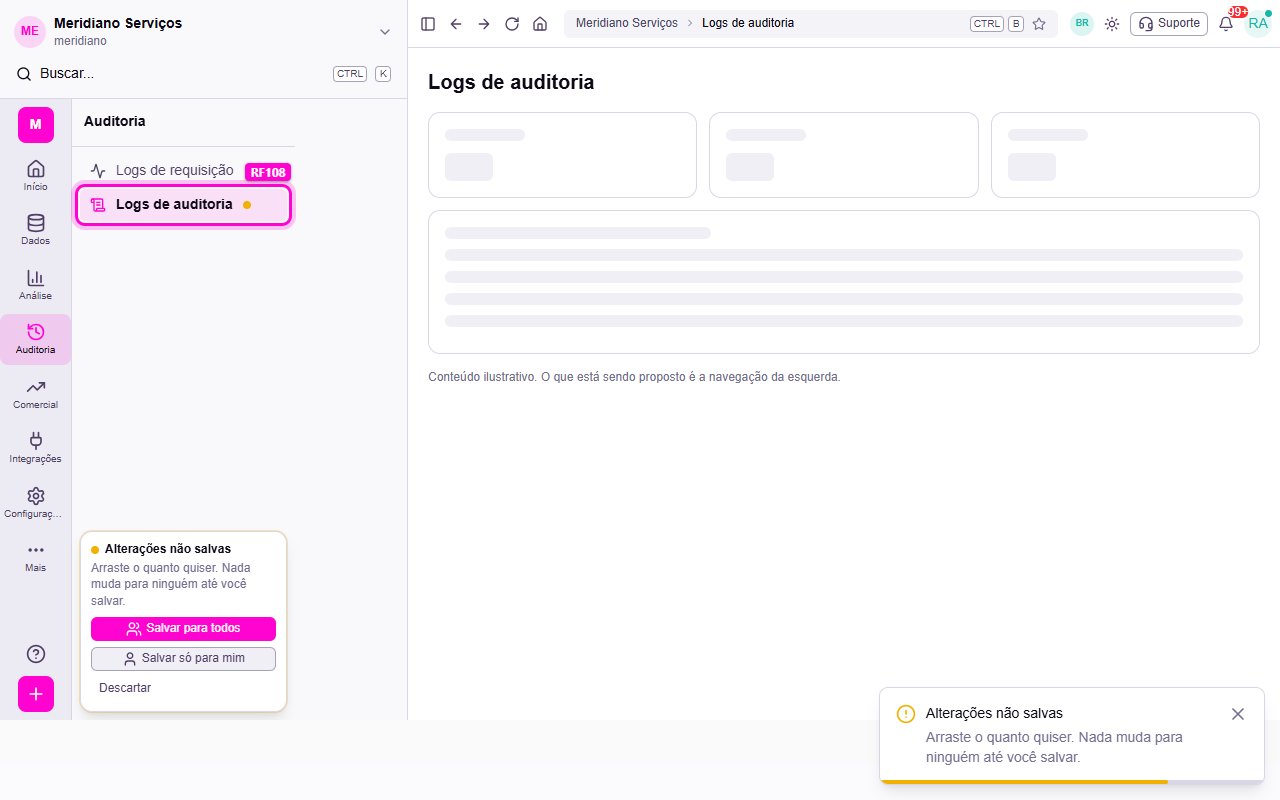 ME
Meridiano Serviços
meridiano
Buscar...
CTRL K
Meridiano Serviços > Logs de auditoria
CTRL B
BR
Suporte
99+
RA
M
Início
Dados
Análise
Auditoria
Comercial
Integrações
Configuraç...
Mais
Auditoria
Logs de requisição
RF108
Logs de auditoria
Alterações não salvas
Arraste o quanto quiser. Nada
muda para ninguém até você
salvar.
Salvar para todos
Salvar só para mim
Descartar
Logs de auditoria
Conteúdo ilustrativo. O que está sendo proposto é a navegação da esquerda.
Alterações não salvas
Arraste o quanto quiser. Nada muda para
ninguém até você salvar.